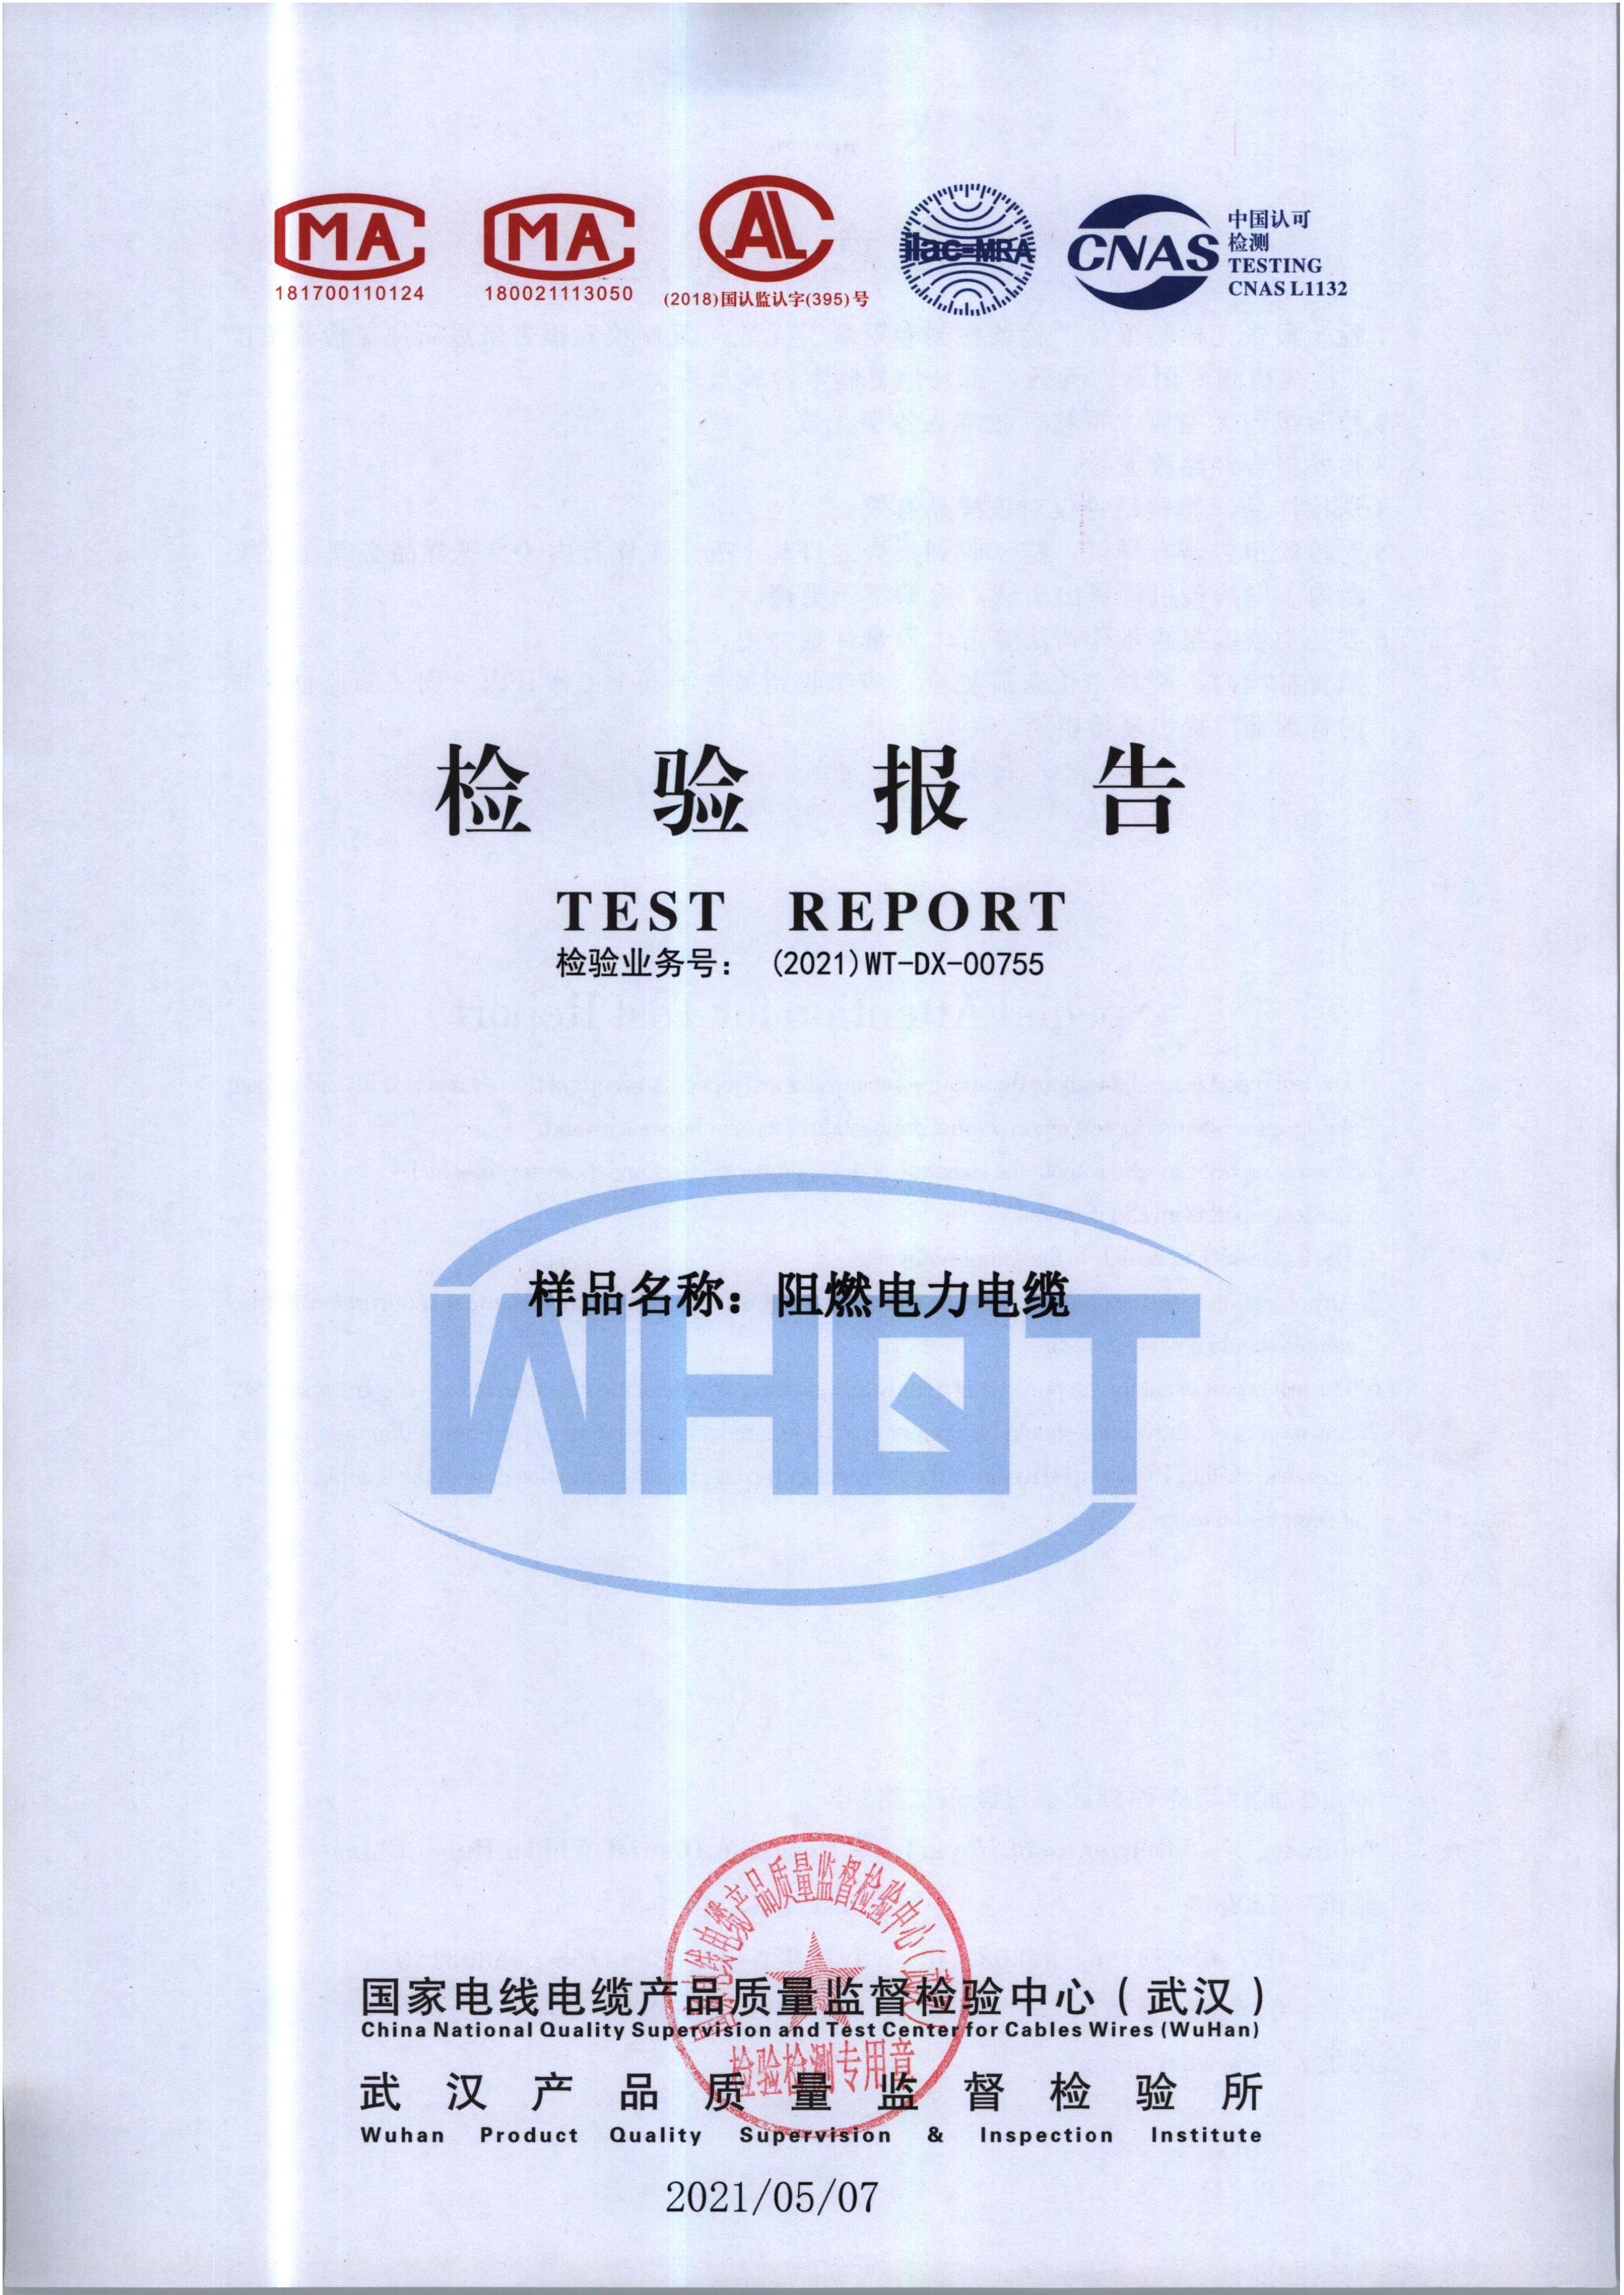 MA MA AL ilac-MRA CNAS 中国认可
检测
TESTING
CNAS L1132
181700110124 180021113050 (2018)国认监认字(395)号
检验报告
TEST REPORT
检验业务号： (2021)WT-DX-00755
样品名称：阻燃电力电缆
WHQT
国家电线电缆产品质量监督检验中心（武汉）
China National Quality Supervision and Test Center for Cables Wires (WuHan)
检验检测专用章
武汉产品质量监督检验所
Wuhan Product Quality Supervision & Inspection Institute
2021/05/07
国家电线电缆产品质量监督检验中心(武汉)